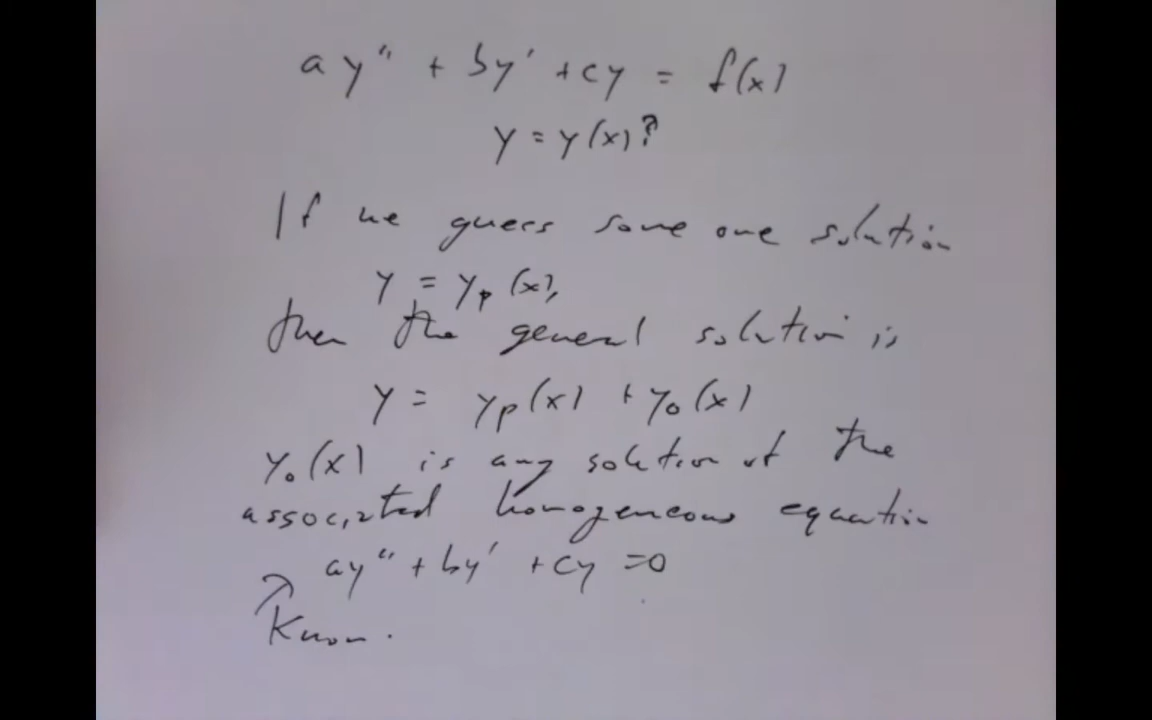 ay" + by' + cy = f(x)
y = y(x)?
If we guess some one solution
y = yₚ(x),
then the general solution is
y = yₚ(x) + y₀(x)
y₀(x) is any solution of the
associated homogeneous equation
ay" + by' + cy = 0
Know.